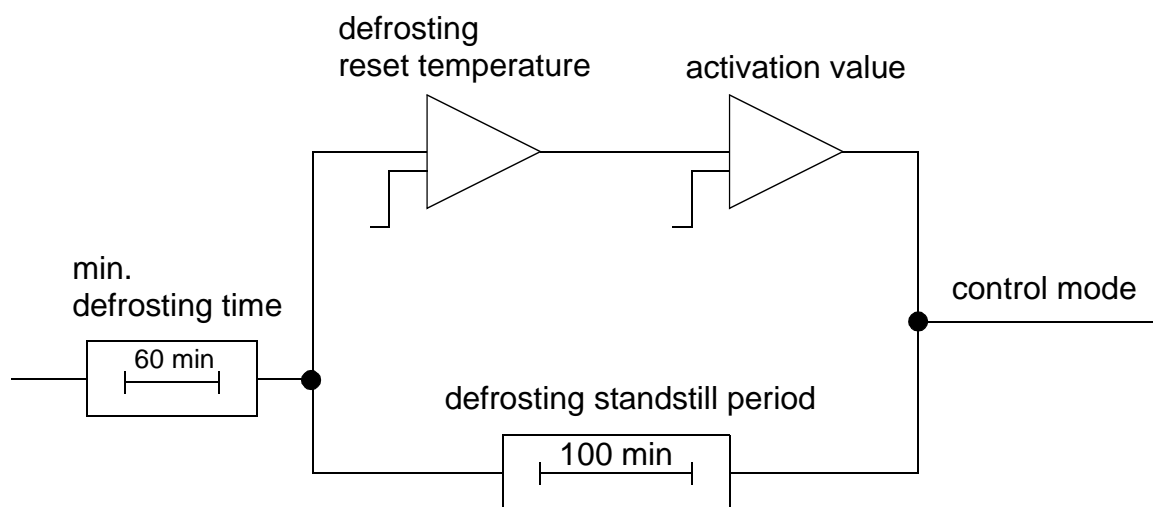 defrosting
reset temperature
activation value
min.
defrosting time
60 min
control mode
defrosting standstill period
100 min